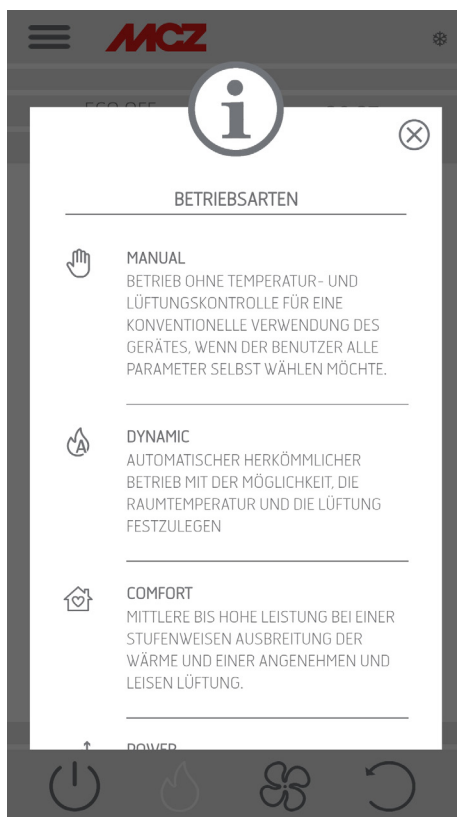 MCZ
BETRIEBSARTEN
MANUAL
BETRIEB OHNE TEMPERATUR- UND
LÜFTUNGSKONTROLLE FÜR EINE
KONVENTIONELLE VERWENDUNG DES
GERÄTES, WENN DER BENUTZER ALLE
PARAMETER SELBST WÄHLEN MÖCHTE.
DYNAMIC
AUTOMATISCHER HERKÖMMLICHER
BETRIEB MIT DER MÖGLICHKEIT, DIE
RAUMTEMPERATUR UND DIE LÜFTUNG
FESTZULEGEN
COMFORT
MITTLERE BIS HOHE LEISTUNG BEI EINER
STUFENWEISEN AUSBREITUNG DER
WÄRME UND EINER ANGENEHMEN UND
LEISEN LÜFTUNG.
POWER